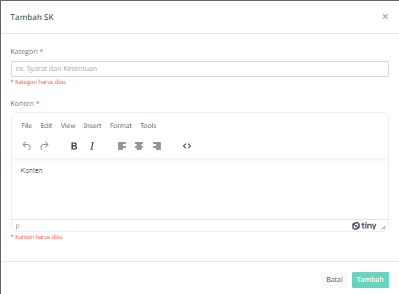 Tambah SK
×
Kategori *
ex. Syarat dan Ketentuan
* Kategori harus diisi.
Konten *
File Edit View Insert Format Tools
B I
Konten
p tiny
* Konten harus diisi.
Batal Tambah